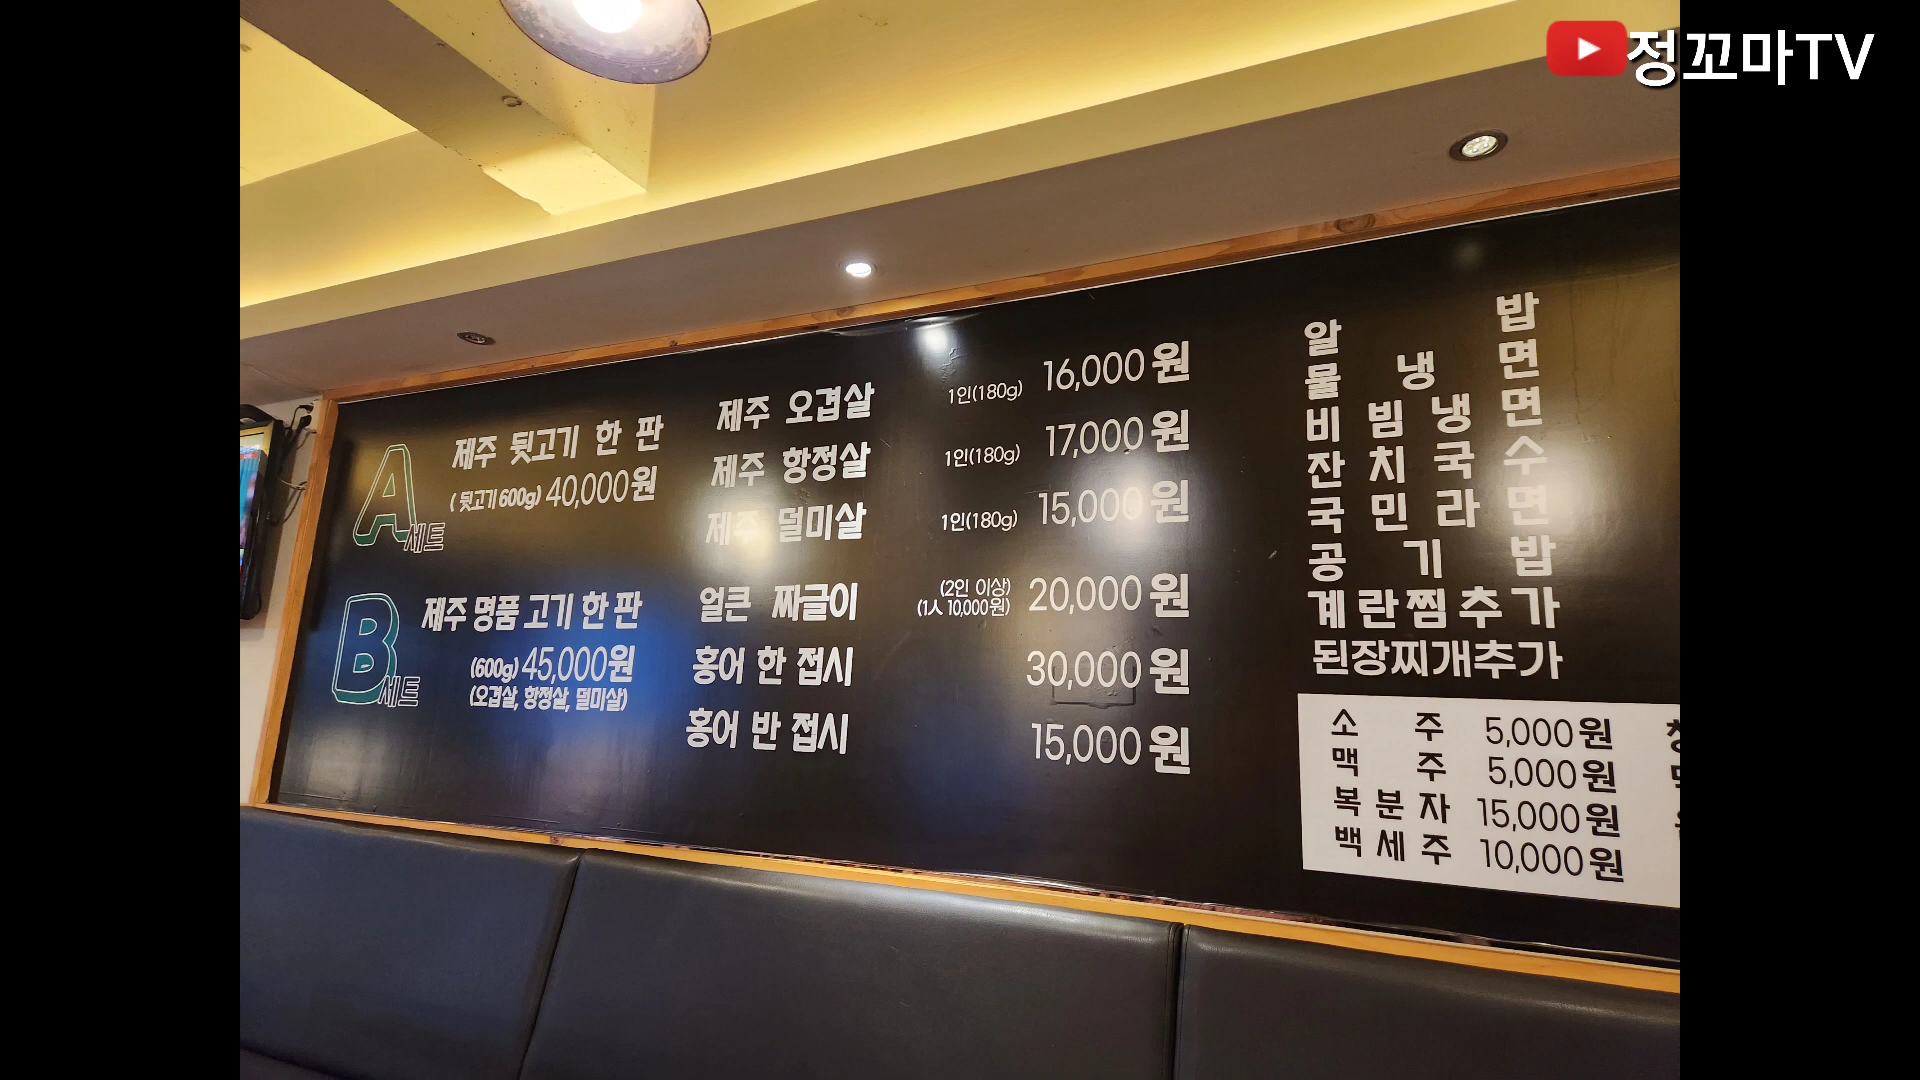 정꼬마TV
A세트
제주 뒷고기 한 판
(뒷고기 600g) 40,000원
B세트
제주 명품 고기 한 판
(600g) 45,000원
(오겹살, 항정살, 덜미살)
제주 오겹살 1인(180g) 16,000원
제주 항정살 1인(180g) 17,000원
제주 덜미살 1인(180g) 15,000원
얼큰 짜글이 (2인 이상) 20,000원
(1人 10,000원)
홍어 한 접시 30,000원
홍어 반 접시 15,000원
알 밥
물 냉 면
비 빔 냉 면
잔 치 국 수
국 민 라 면
공 기 밥
계 란 찜 추 가
된장찌개추가
소 주 5,000원
맥 주 5,000원
복 분 자 15,000원
백 세 주 10,000원